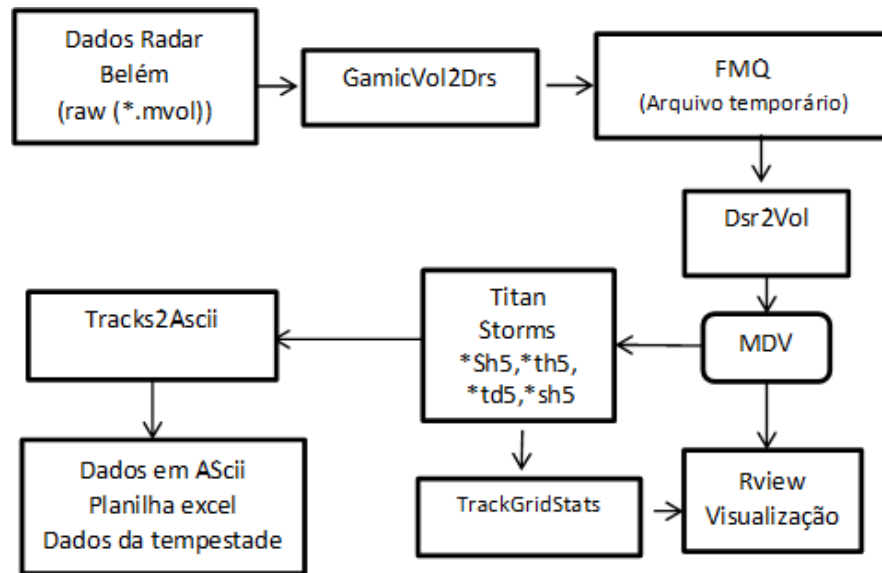 Dados Radar
Belém
(raw (*.mvol))
GamicVol2Drs
FMQ
(Arquivo temporário)
Dsr2Vol
MDV
Titan
Storms
*Sh5,*th5,
*td5,*sh5
Tracks2Ascii
Dados em AScii
Planilha excel
Dados da tempestade
TrackGridStats
Rview
Visualização